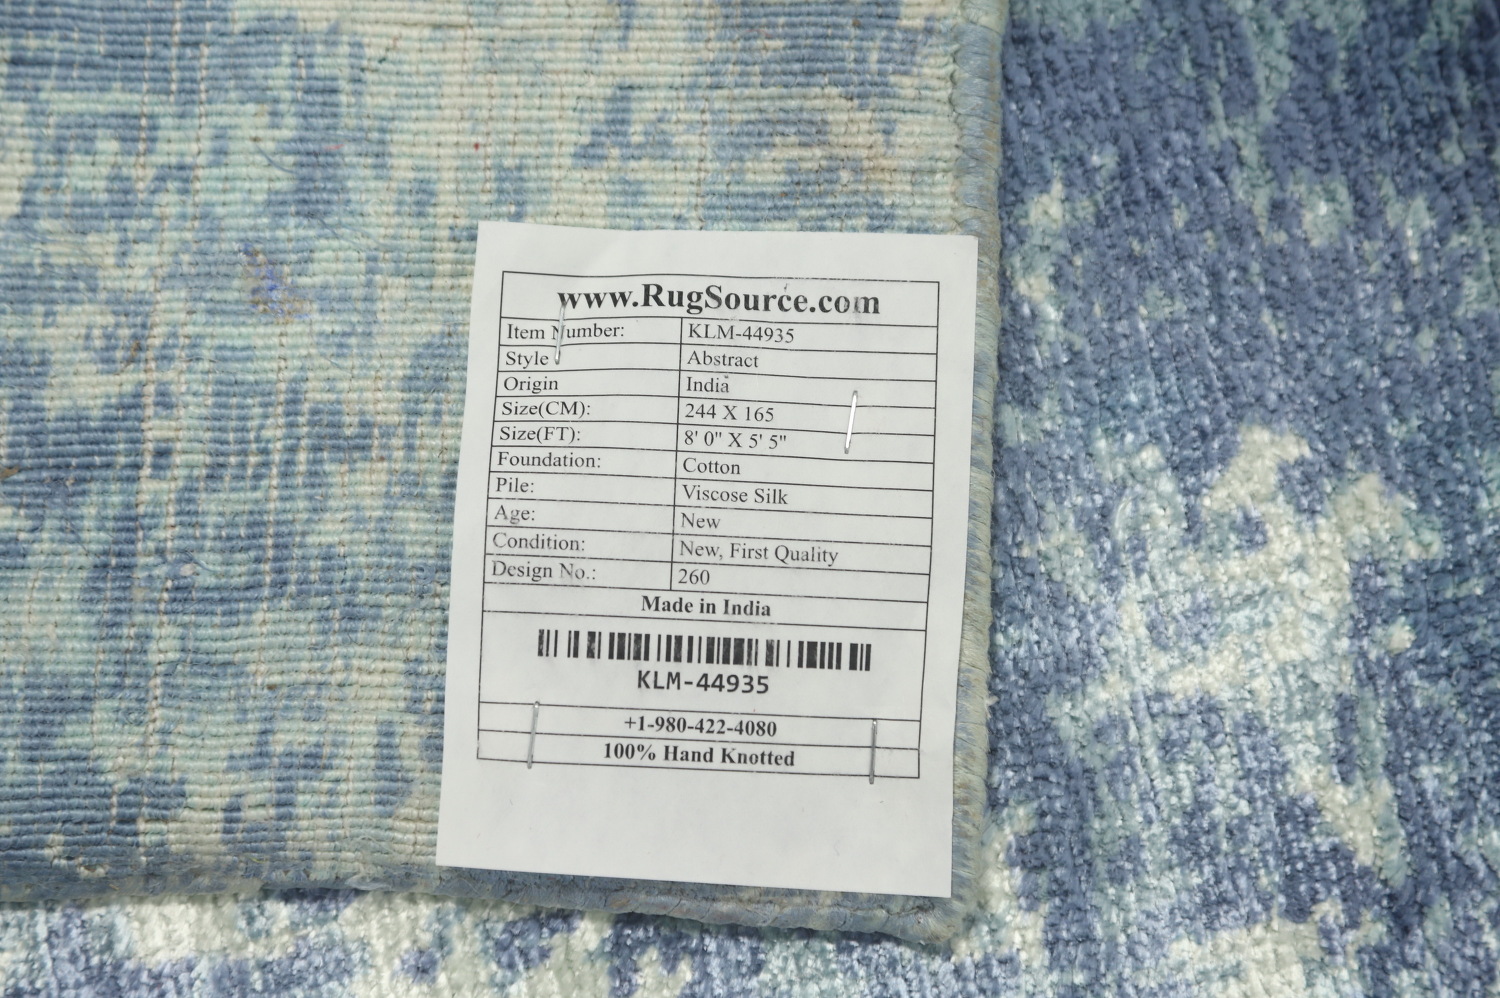 www.RugSource.com
Item Number: KLM-44935
Style Abstract
Origin India
Size(CM): 244 X 165
Size(FT): 8' 0" X 5' 5"
Foundation: Cotton
Pile: Viscose Silk
Age: New
Condition: New, First Quality
Design No.: 260
Made in India
KLM-44935
+1-980-422-4080
100% Hand Knotted